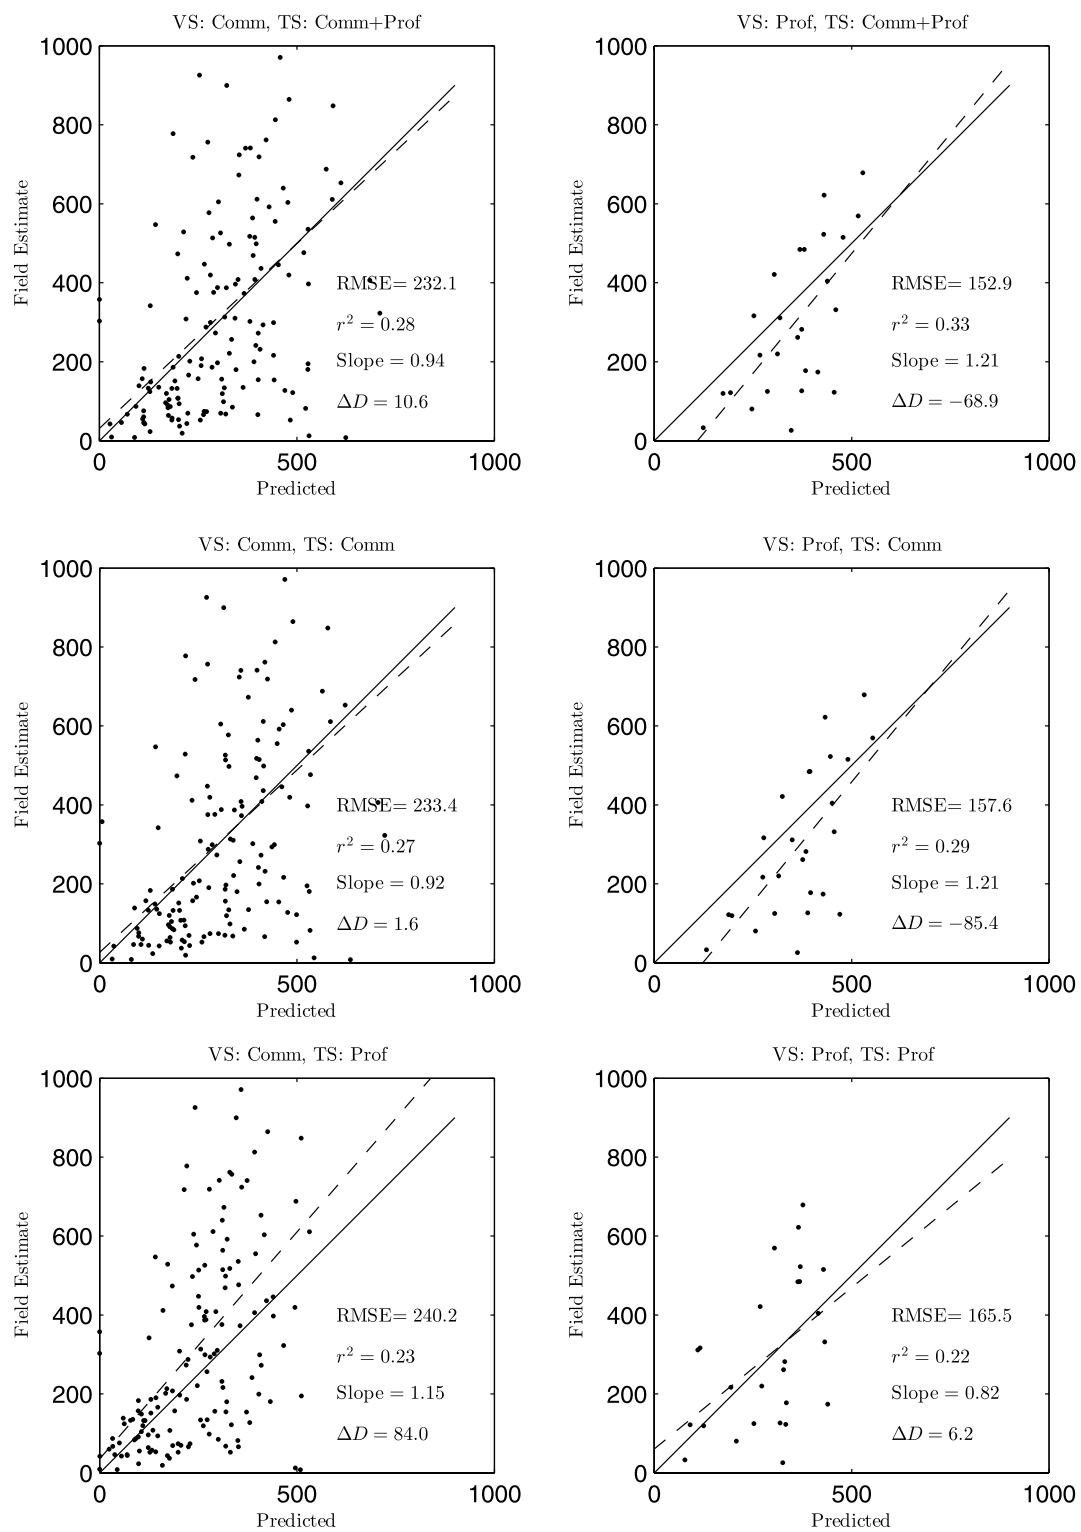 VS: Comm, TS: Comm+Prof
1000
800
600
400
200
0
Field Estimate
RMSE= 232.1
r² = 0.28
Slope = 0.94
ΔD = 10.6
0 500 1000
Predicted
VS: Prof, TS: Comm+Prof
1000
800
600
400
200
0
Field Estimate
RMSE= 152.9
r² = 0.33
Slope = 1.21
ΔD = −68.9
0 500 1000
Predicted
VS: Comm, TS: Comm
1000
800
600
400
200
0
Field Estimate
RMSE= 233.4
r² = 0.27
Slope = 0.92
ΔD = 1.6
0 500 1000
Predicted
VS: Prof, TS: Comm
1000
800
600
400
200
0
Field Estimate
RMSE= 157.6
r² = 0.29
Slope = 1.21
ΔD = −85.4
0 500 1000
Predicted
VS: Comm, TS: Prof
1000
800
600
400
200
0
Field Estimate
RMSE= 240.2
r² = 0.23
Slope = 1.15
ΔD = 84.0
0 500 1000
Predicted
VS: Prof, TS: Prof
1000
800
600
400
200
0
Field Estimate
RMSE= 165.5
r² = 0.22
Slope = 0.82
ΔD = 6.2
0 500 1000
Predicted